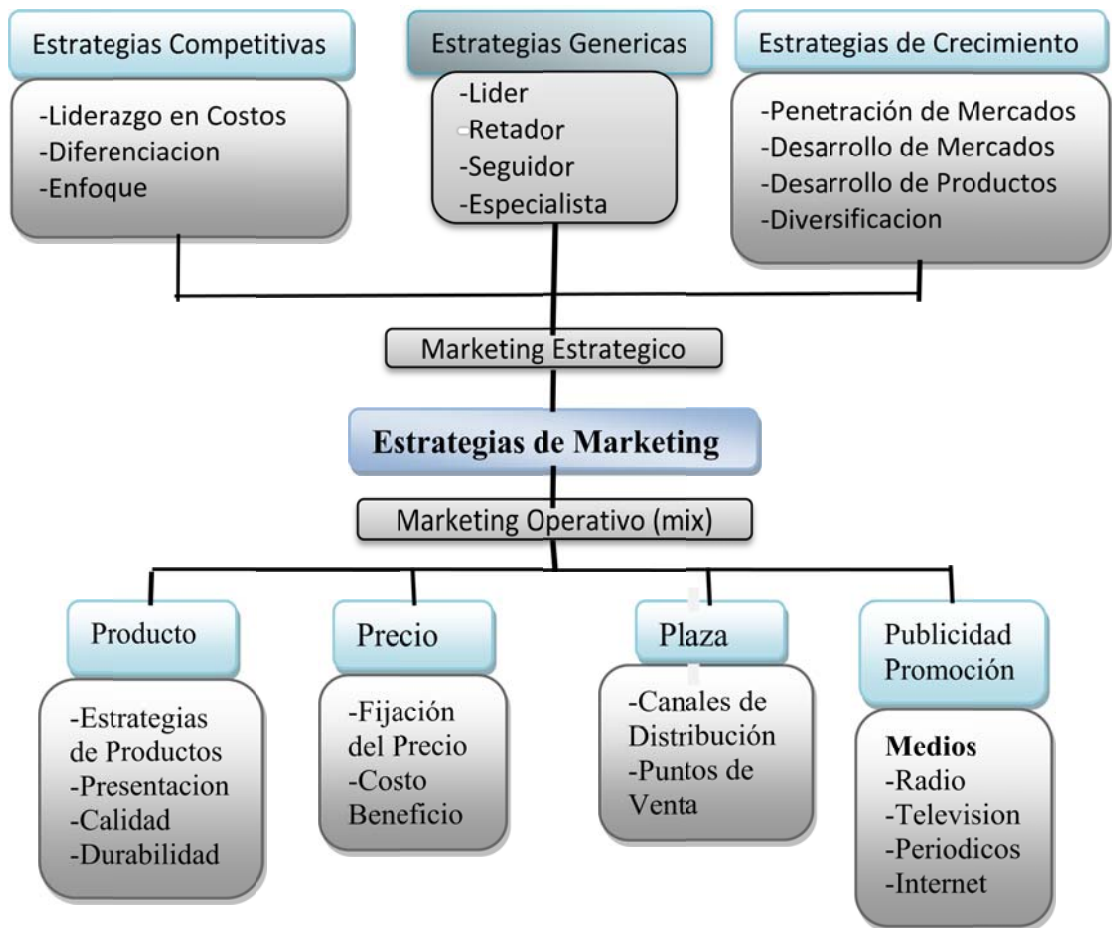 Estrategias Competitivas
-Liderazgo en Costos
-Diferenciacion
-Enfoque
Estrategias Genericas
-Lider
-Retador
-Seguidor
-Especialista
Estrategias de Crecimiento
-Penetración de Mercados
-Desarrollo de Mercados
-Desarrollo de Productos
-Diversificacion
Marketing Estrategico
Estrategias de Marketing
Marketing Operativo (mix)
Producto
-Estrategias
de Productos
-Presentacion
-Calidad
-Durabilidad
Precio
-Fijación
del Precio
-Costo
Beneficio
Plaza
-Canales de
Distribución
-Puntos de
Venta
Publicidad
Promoción
Medios
-Radio
-Television
-Periodicos
-Internet